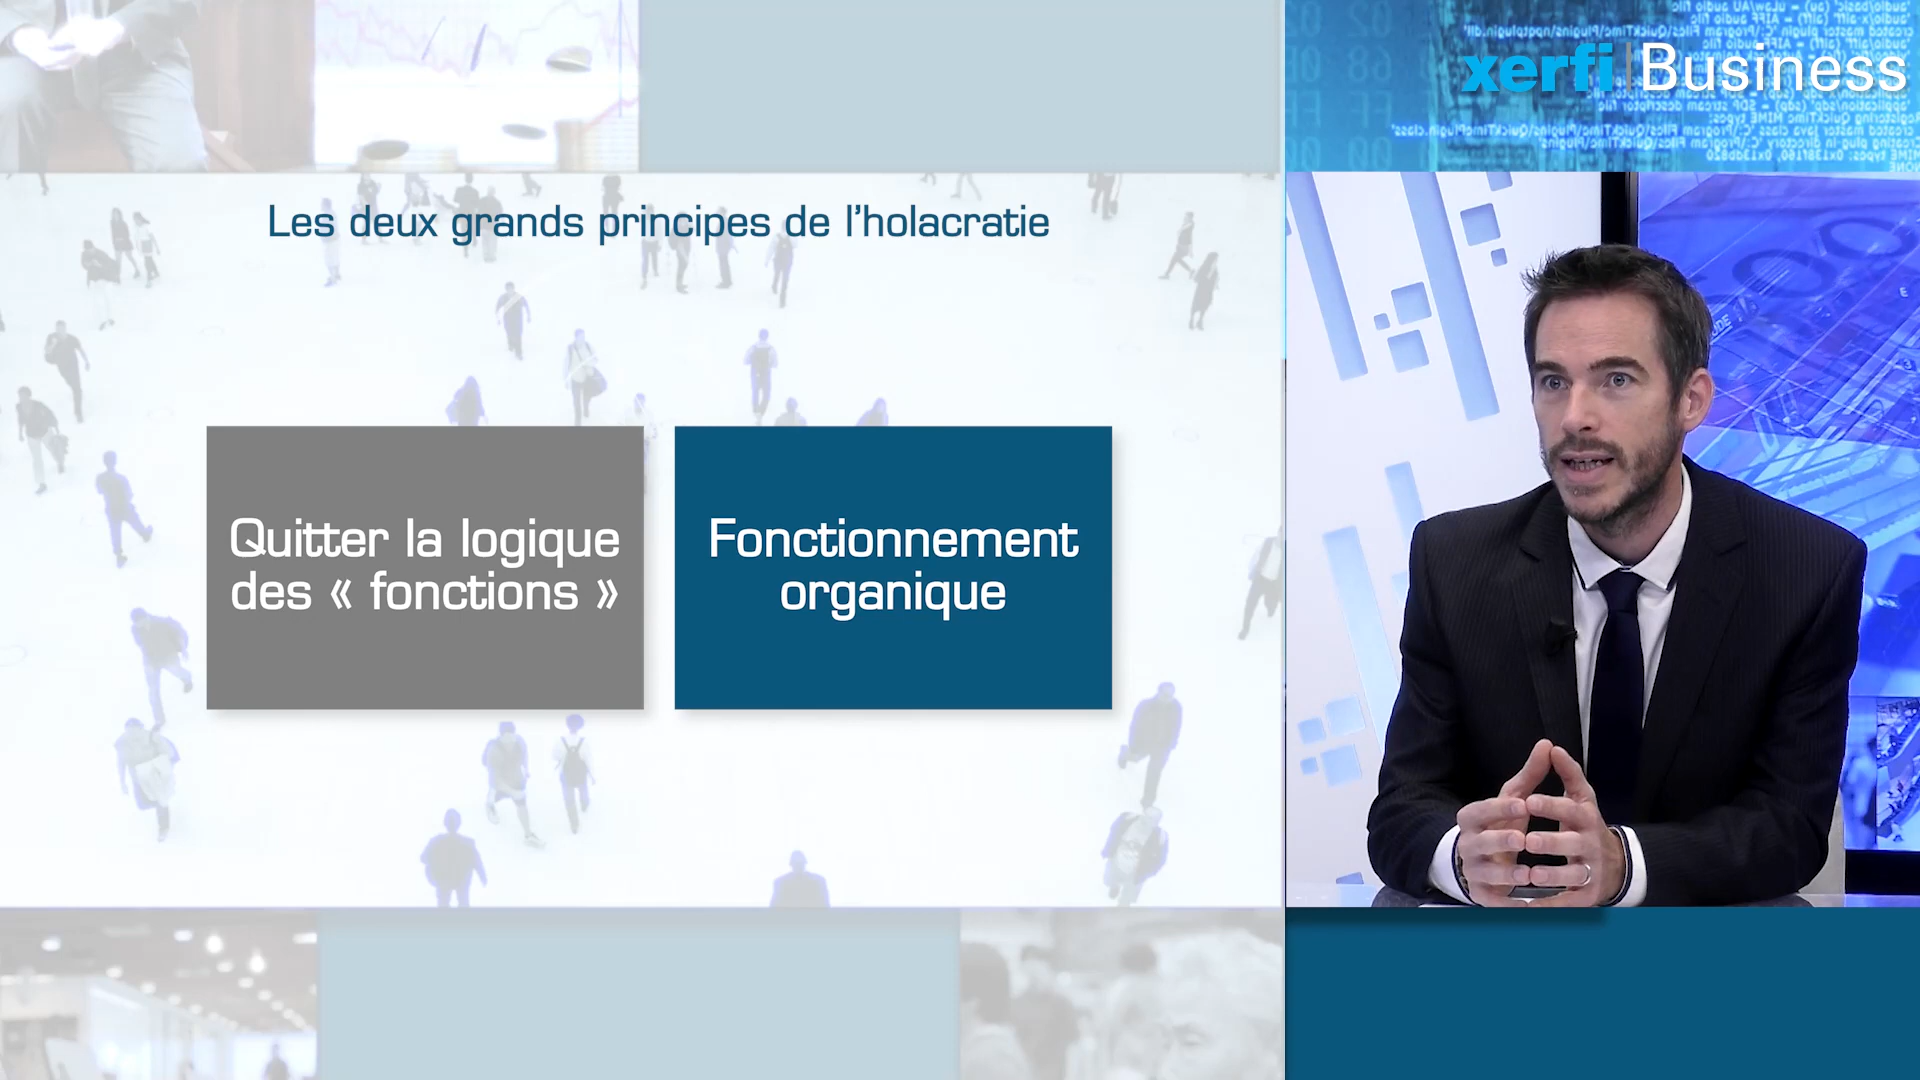 xerfi Business
Les deux grands principes de l'holacratie
Quitter la logique
des « fonctions »
Fonctionnement
organique